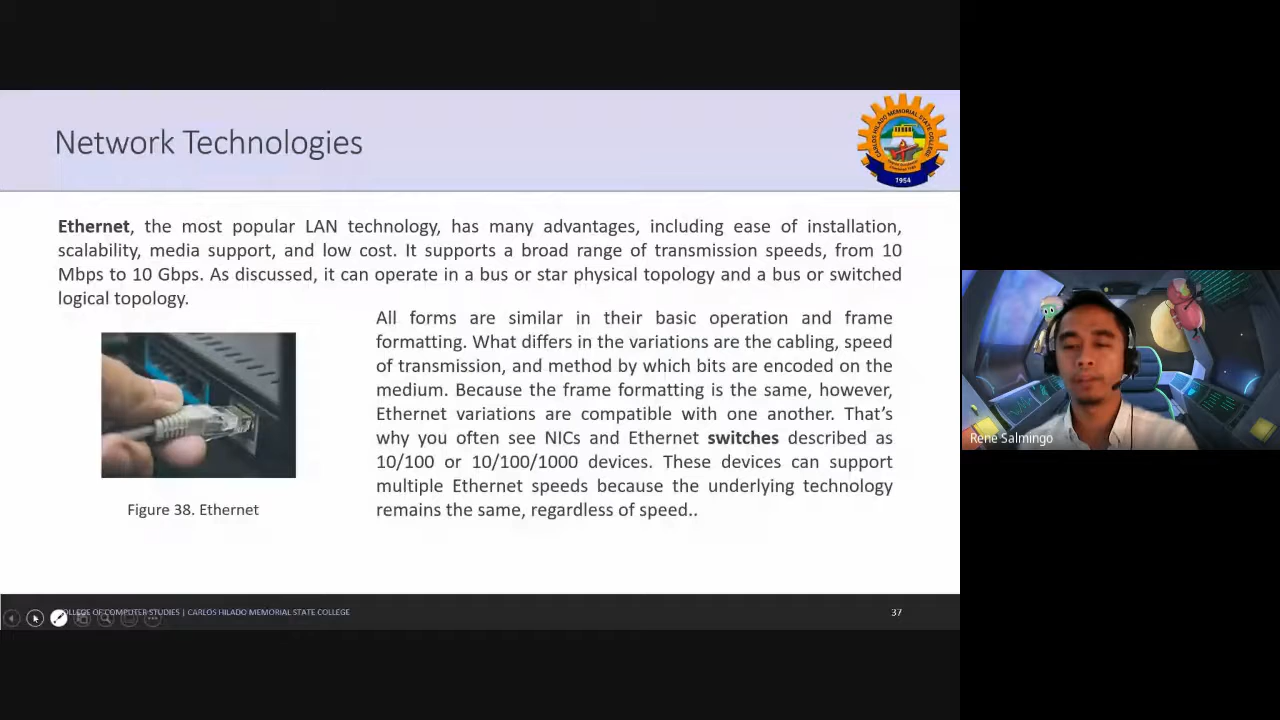 Network Technologies
CARLOS HILADO MEMORIAL STATE COLLEGE
1954
Ethernet, the most popular LAN technology, has many advantages, including ease of installation,
scalability, media support, and low cost. It supports a broad range of transmission speeds, from 10
Mbps to 10 Gbps. As discussed, it can operate in a bus or star physical topology and a bus or switched
logical topology.
All forms are similar in their basic operation and frame
formatting. What differs in the variations are the cabling, speed
of transmission, and method by which bits are encoded on the
medium. Because the frame formatting is the same, however,
Ethernet variations are compatible with one another. That's
why you often see NICs and Ethernet switches described as
10/100 or 10/100/1000 devices. These devices can support
multiple Ethernet speeds because the underlying technology
remains the same, regardless of speed..
Figure 38. Ethernet
Rene Salmingo
COLLEGE OF COMPUTER STUDIES | CARLOS HILADO MEMORIAL STATE COLLEGE
37